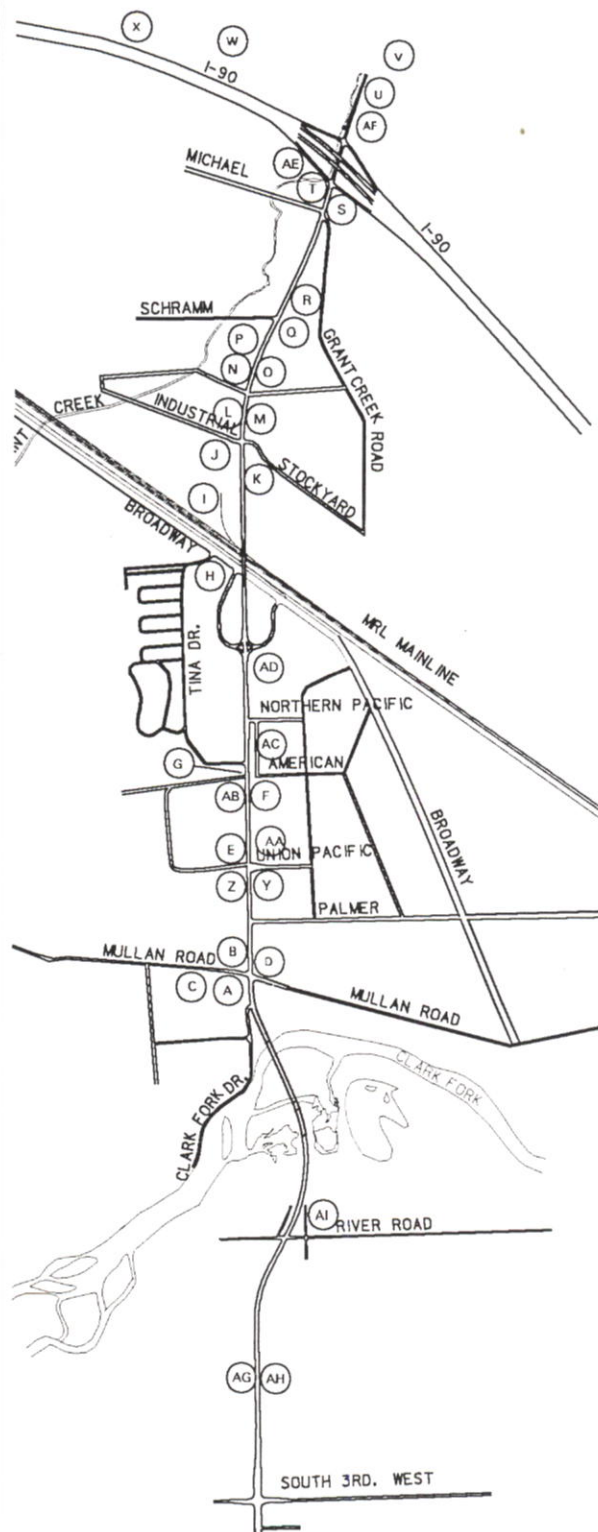 X
W
V
I-90
U
AF
MICHAEL
AE
T
S
I-90
R
SCHRAMM
Q
P
GRANT CREEK ROAD
N
O
CREEK
INDUSTRIAL
L
M
NT
J
K
STOCKYARD
I
BROADWAY
H
MRL MAINLINE
TINA DR.
AD
NORTHERN PACIFIC
AC
G
AMERICAN
AB
F
BROADWAY
AA
E
UNION PACIFIC
Z
Y
PALMER
MULLAN ROAD
B
D
C
A
MULLAN ROAD
CLARK FORK
CLARK FORK DR.
AI
RIVER ROAD
AG
AH
SOUTH 3RD. WEST